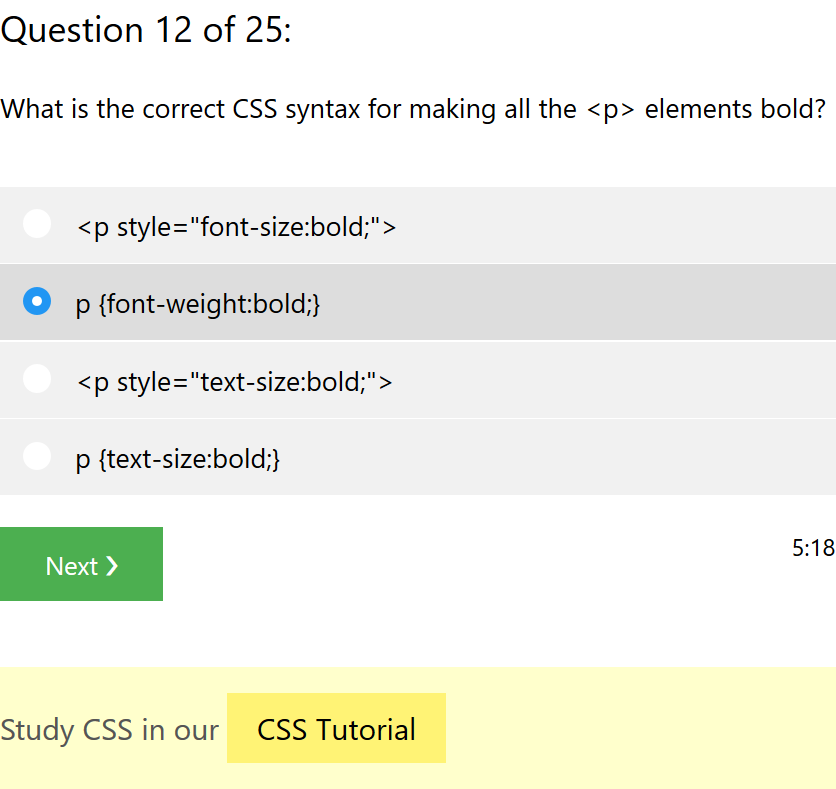 Question 12 of 25:
What is the correct CSS syntax for making all the <p> elements bold?
<p style="font-size:bold;">
p {font-weight:bold;}
<p style="text-size:bold;">
p {text-size:bold;}
Next ❯
5:18
Study CSS in our CSS Tutorial